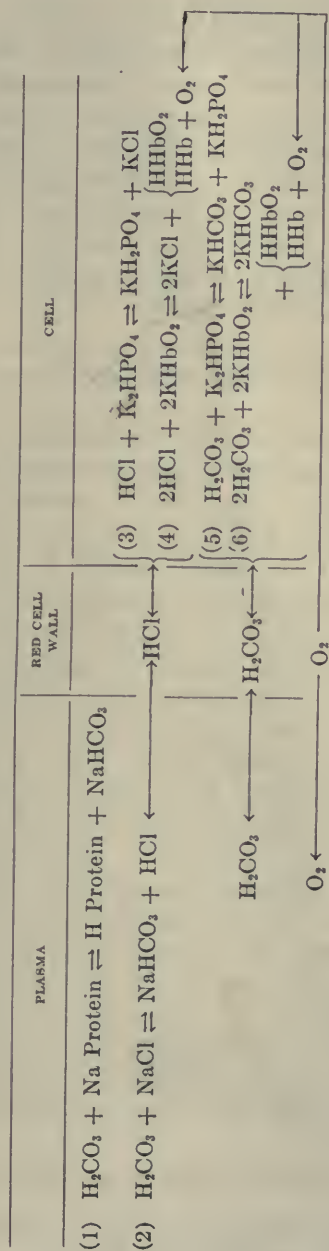 PLASMA
RED CELL WALL
CELL
(1) H₂CO₃ + Na Protein ⇌ H Protein + NaHCO₃
(2) H₂CO₃ + NaCl ⇌ NaHCO₃ + HCl ⟵⟶ HCl ⟵⟶
(3) HCl + K₂HPO₄ ⇌ KH₂PO₄ + KCl
(4) 2HCl + 2KHbO₂ ⇌ 2KCl + { HHbO₂
HHb + O₂
H₂CO₃ ⟵⟶ H₂CO₃ ⟵⟶
(5) H₂CO₃ + K₂HPO₄ ⇌ KHCO₃ + KH₂PO₄
(6) 2H₂CO₃ + 2KHbO₂ ⇌ 2KHCO₃
+ { HHbO₂
HHb + O₂
O₂ ⟵ O₂